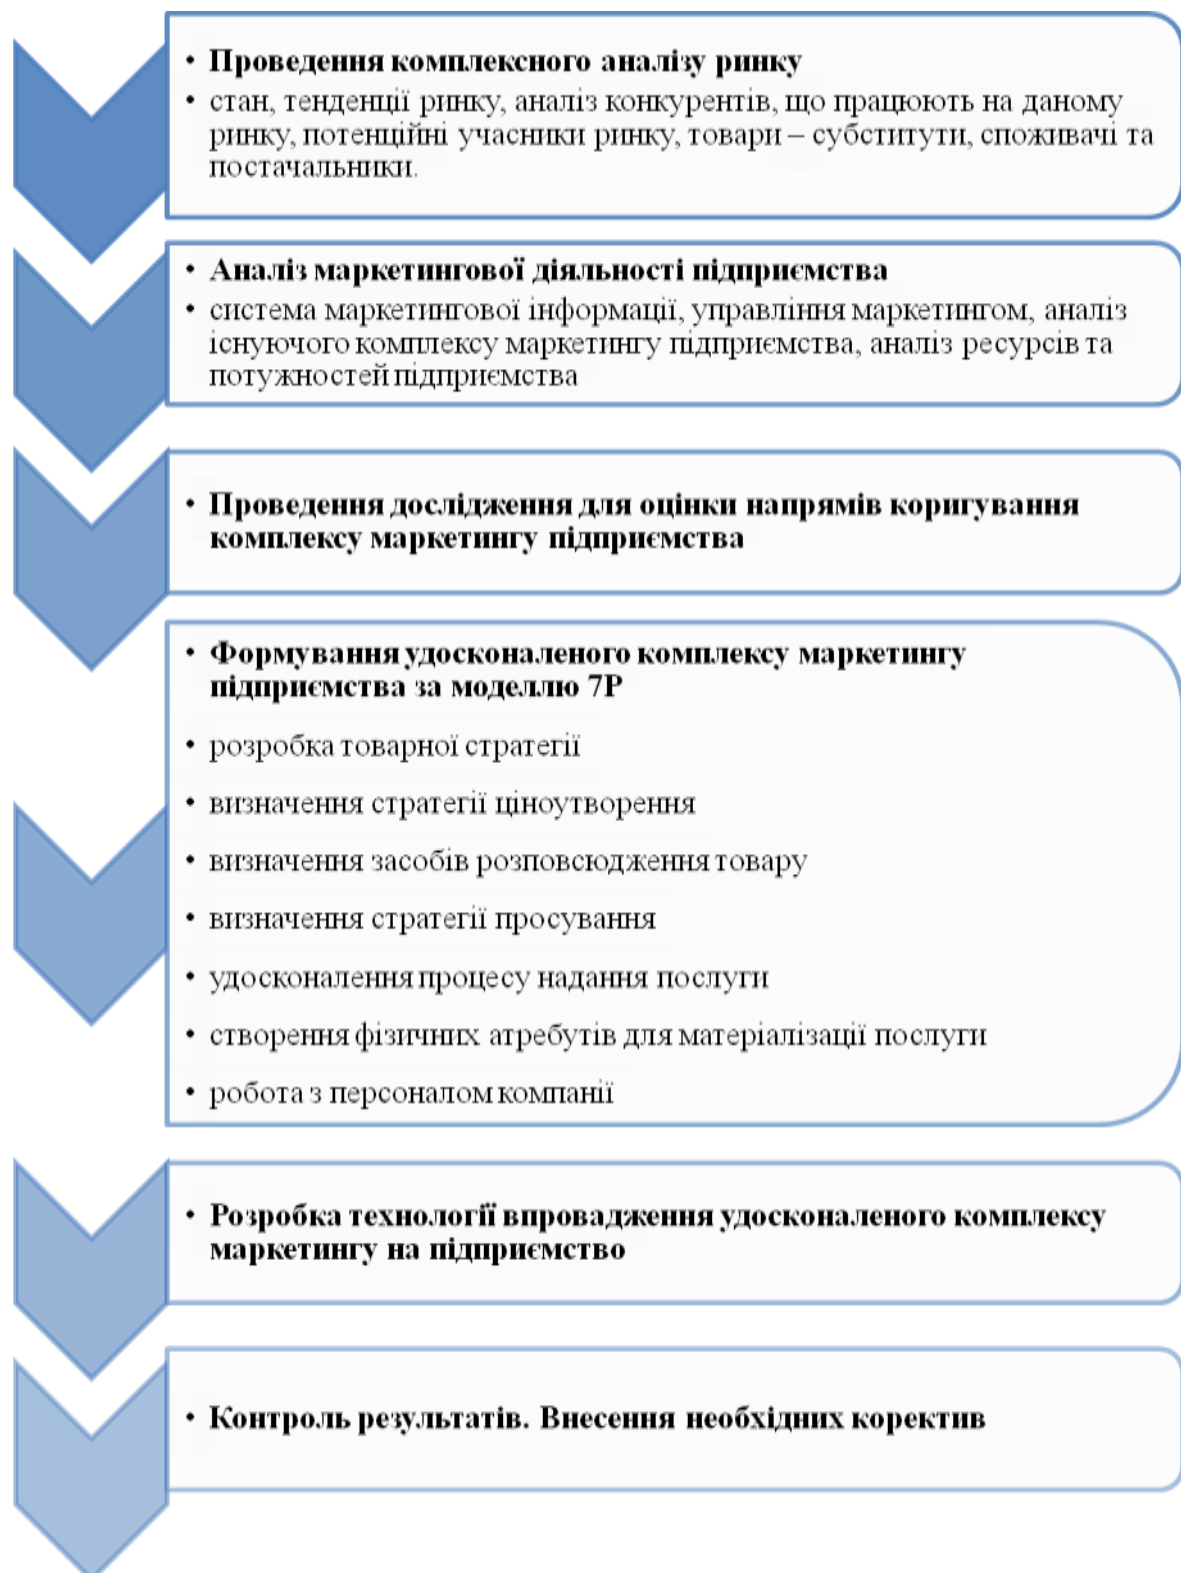 • Проведення комплексного аналізу ринку
• стан, тенденції ринку, аналіз конкурентів, що працюють на даному
ринку, потенційні учасники ринку, товари – субститути, споживачі та
постачальники.
• Аналіз маркетингової діяльності підприємства
• система маркетингової інформації, управління маркетингом, аналіз
існуючого комплексу маркетингу підприємства, аналіз ресурсів та
потужностей підприємства
• Проведення дослідження для оцінки напрямів коригування
комплексу маркетингу підприємства
• Формування удосконаленого комплексу маркетингу
підприємства за моделлю 7Р
• розробка товарної стратегії
• визначення стратегії ціноутворення
• визначення засобів розповсюдження товару
• визначення стратегії просування
• удосконалення процесу надання послуги
• створення фізичних атребутів для матеріалізації послуги
• робота з персоналом компанії
• Розробка технології впровадження удосконаленого комплексу
маркетингу на підприємство
• Контроль результатів. Внесення необхідних коректив